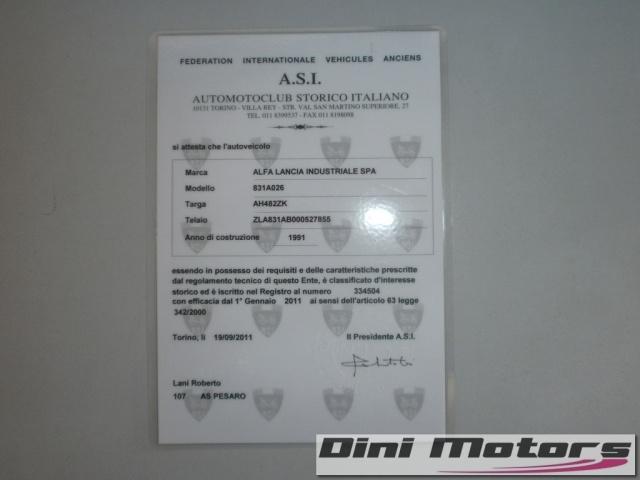 FEDERATION INTERNATIONALE VEHICULES ANCIENS
A.S.I.
AUTOMOTOCLUB STORICO ITALIANO
10131 TORINO - VILLA REY - STR. VAL SAN MARTINO SUPERIORE, 27
TEL. 011 8399537 - FAX 011 8198098
si attesta che l'autoveicolo
Marca ALFA LANCIA INDUSTRIALE SPA
Modello 831A026
Targa AH482ZK
Telaio ZLA831AB000527855
Anno di costruzione 1991
essendo in possesso dei requisiti e delle caratteristiche prescritte
dal regolamento tecnico di questo Ente, è classificato d'interesse
storico ed è iscritto nel Registro al numero 334504
con efficacia dal 1° Gennaio 2011 ai sensi dell'articolo 63 legge
342/2000
Torino, lì 19/09/2011 Il Presidente A.S.I.
Lani Roberto
107 AS PESARO
Dini Motors